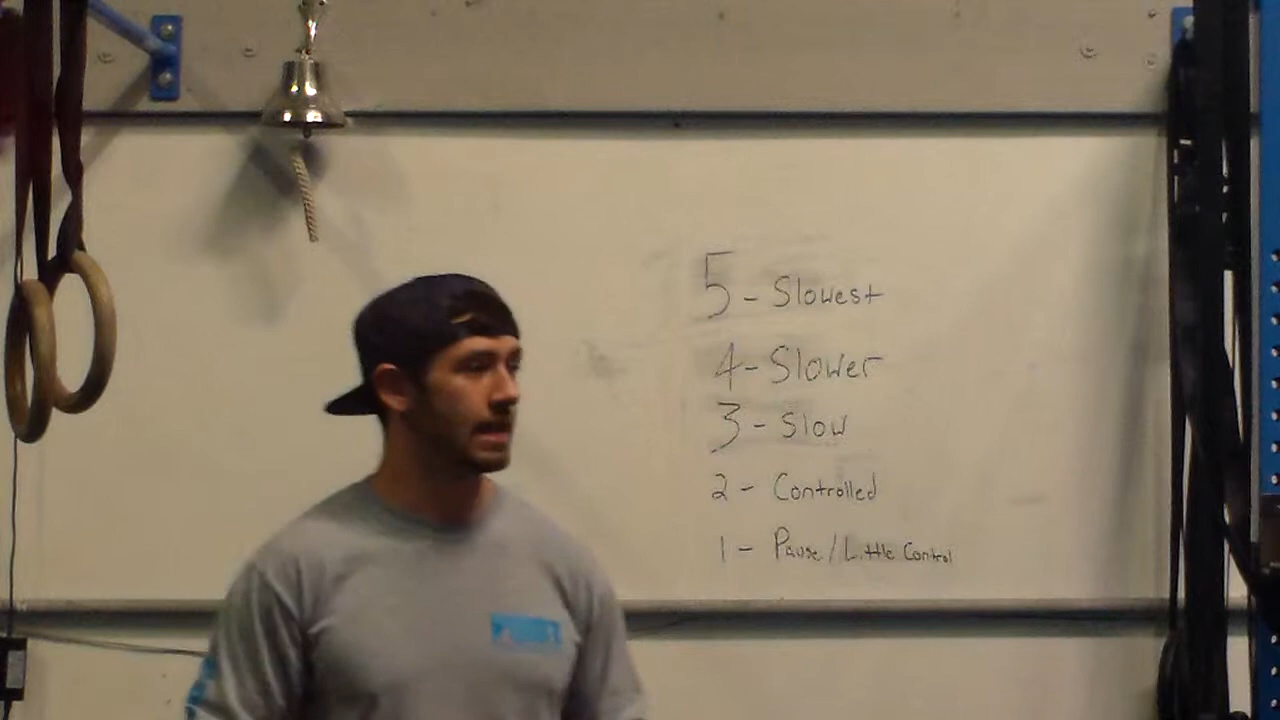 5 - Slowest
4 - Slower
3 - Slow
2 - Controlled
1 - Pause / Little Control